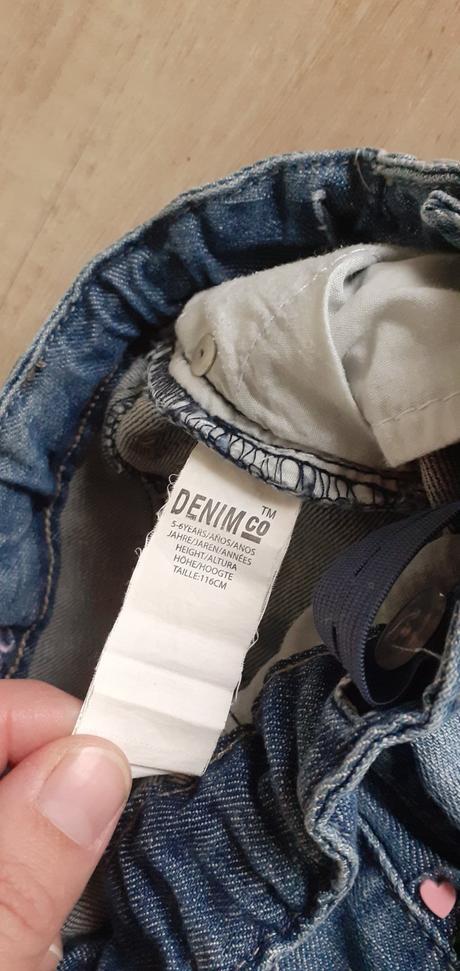 DENIM CO™
5-6YEARS/AÑOS/ANOS
JAHRE/JAREN/ANNÉES
HEIGHT/ALTURA
HÖHE/HOOGTE
TAILLE:116CM